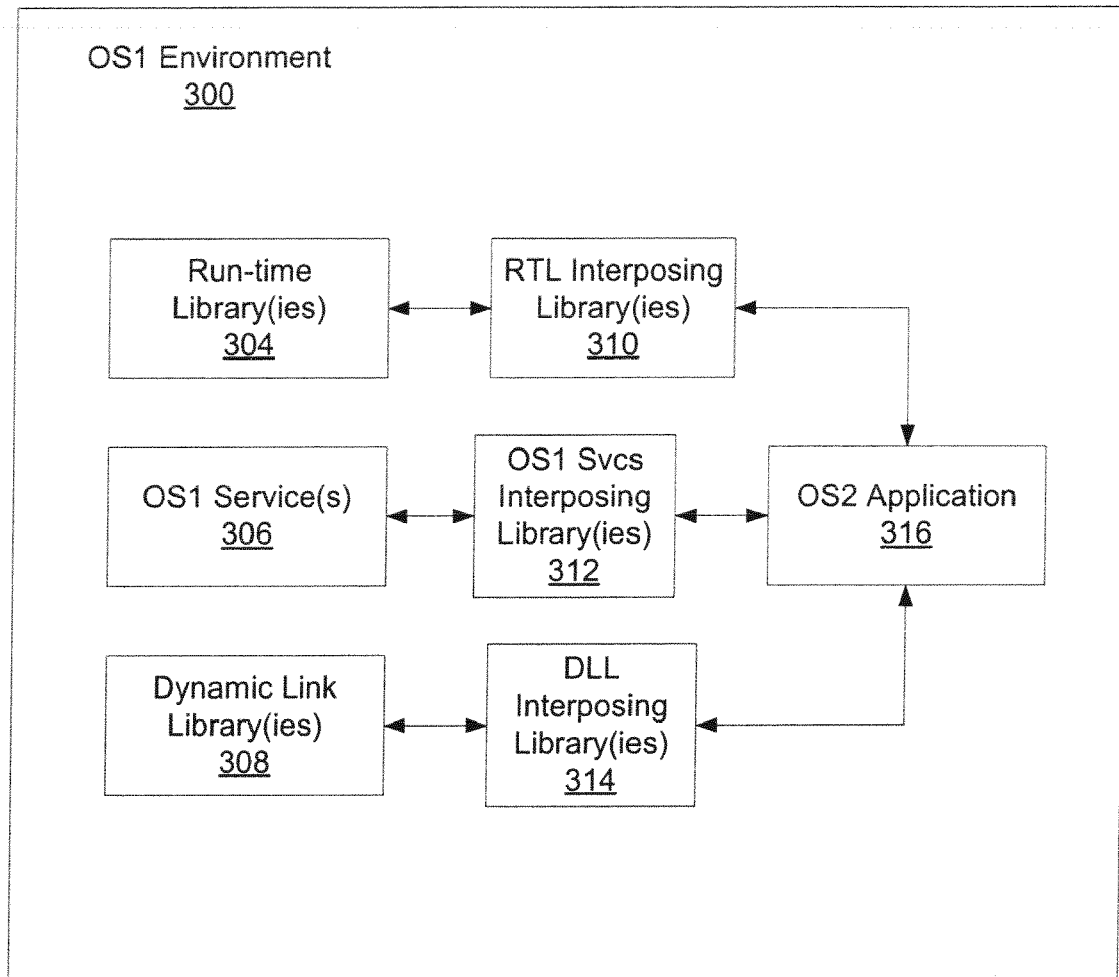 OS1 Environment
300
Run-time
Library(ies)
304
RTL Interposing
Library(ies)
310
OS1 Service(s)
306
OS1 Svcs
Interposing
Library(ies)
312
OS2 Application
316
Dynamic Link
Library(ies)
308
DLL
Interposing
Library(ies)
314